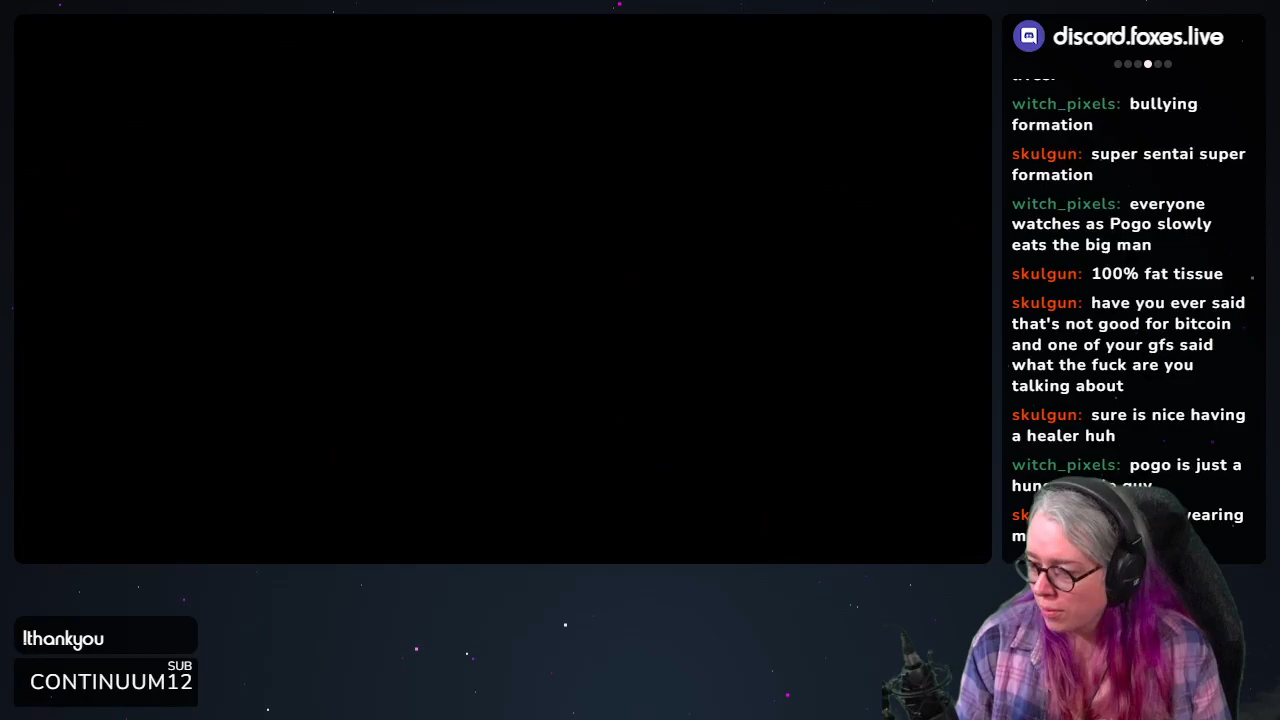 discord.foxes.live
witch_pixels: bullying
formation
skulgun: super sentai super
formation
witch_pixels: everyone
watches as Pogo slowly
eats the big man
skulgun: 100% fat tissue
skulgun: have you ever said
that's not good for bitcoin
and one of your gfs said
what the fuck are you
talking about
skulgun: sure is nice having
a healer huh
witch_pixels: pogo is just a
!thankyou
SUB
CONTINUUM12